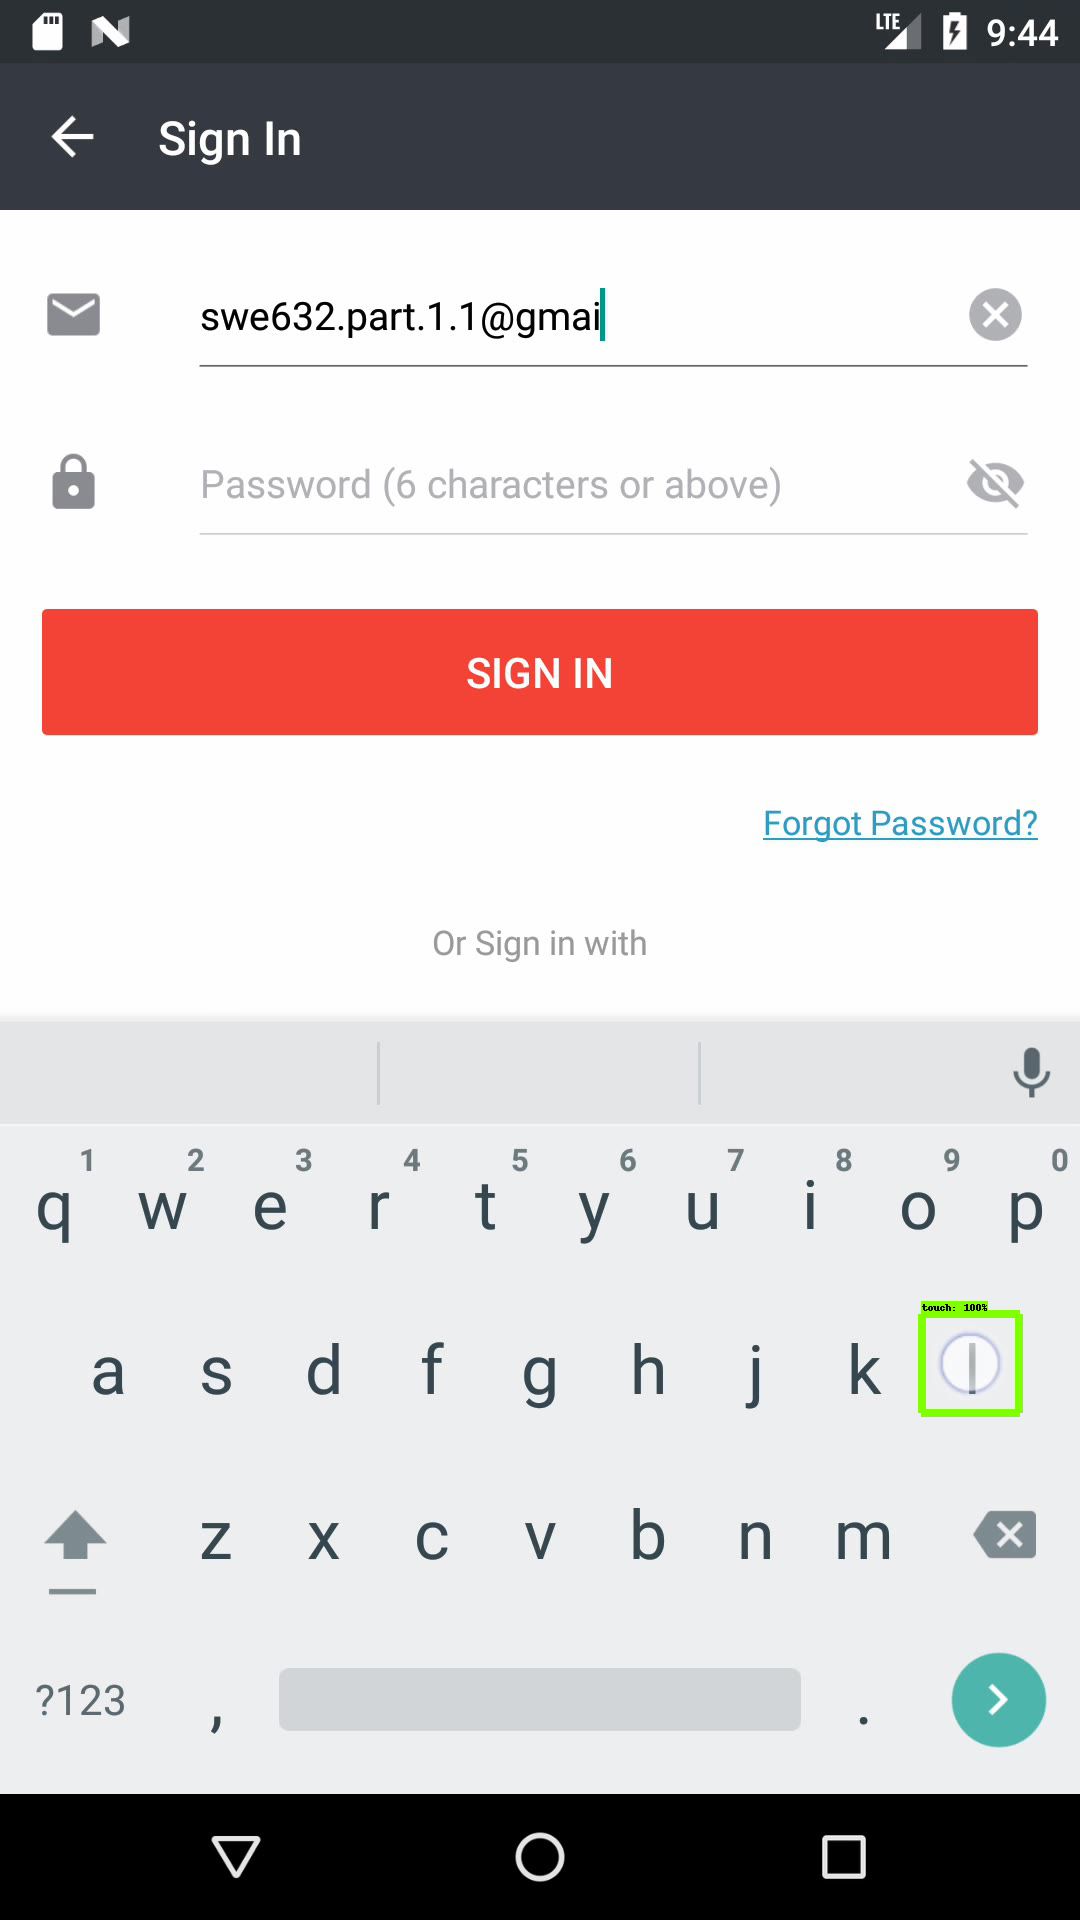 LTE 9:44
Sign In
swe632.part.1.1@gmai
Password (6 characters or above)
SIGN IN
Forgot Password?
Or Sign in with
1 2 3 4 5 6 7 8 9 0
q w e r t y u i o p
touch: 100%
a s d f g h j k l
z x c v b n m
?123 , .